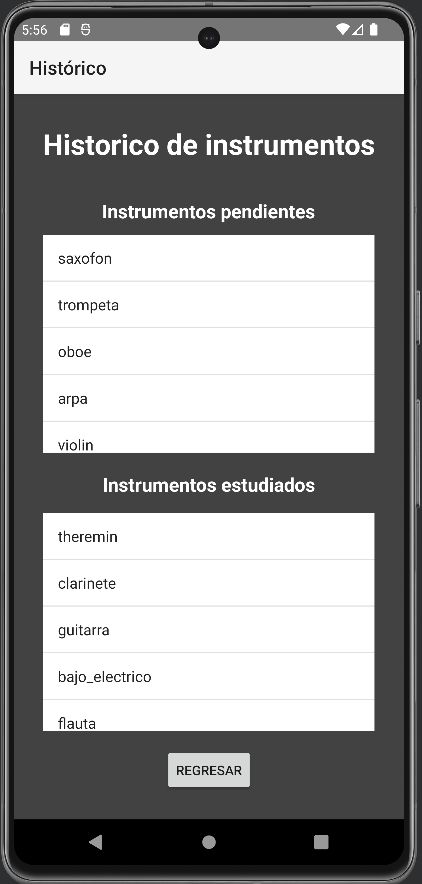 5:56
Histórico
Historico de instrumentos
Instrumentos pendientes
saxofon
trompeta
oboe
arpa
violin
Instrumentos estudiados
theremin
clarinete
guitarra
bajo_electrico
flauta
REGRESAR